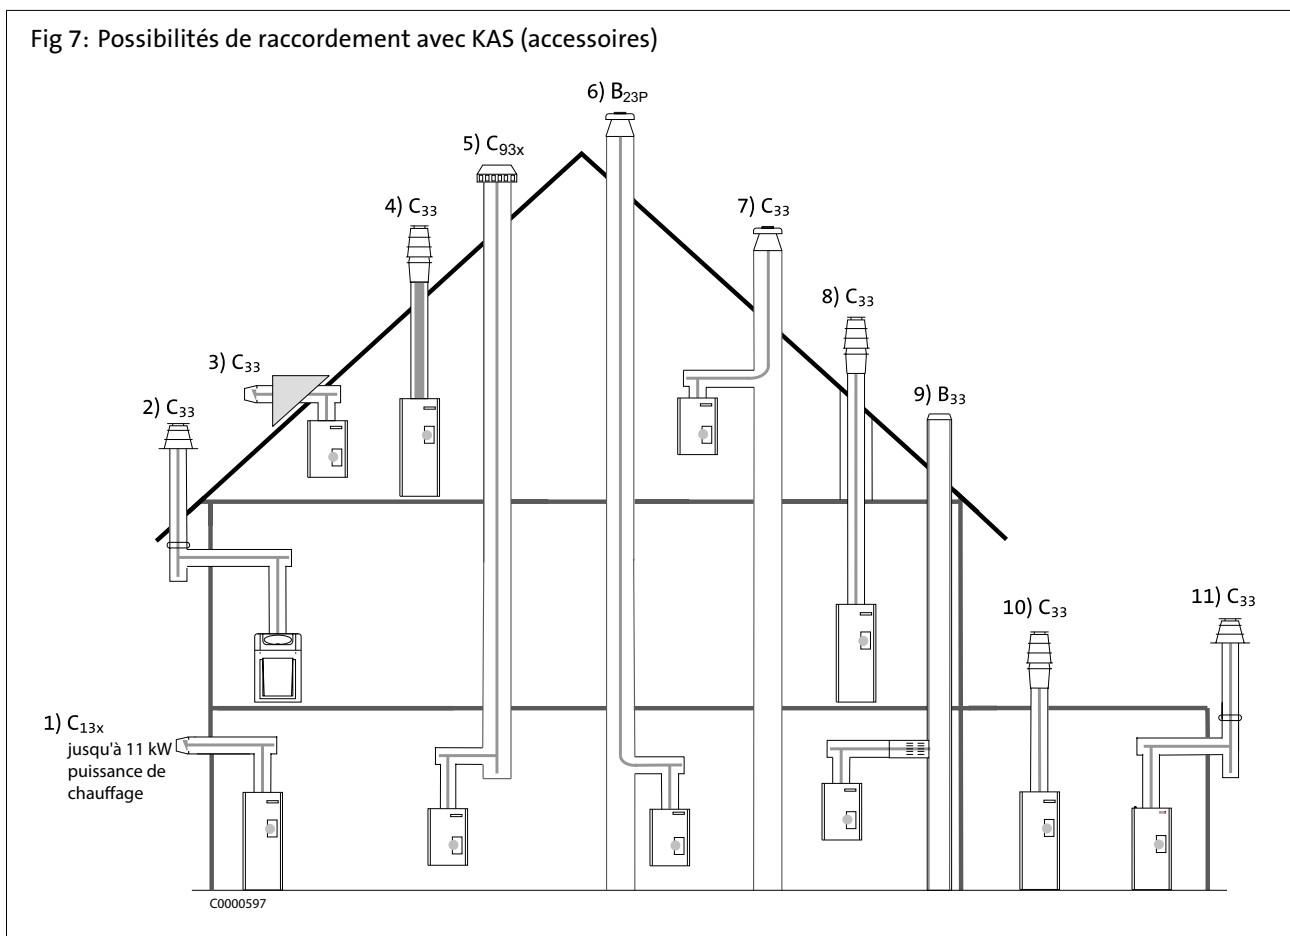 Fig 7: Possibilités de raccordement avec KAS (accessoires)
6) B23P
5) C93x
4) C33
7) C33
8) C33
3) C33
9) B33
2) C33
10) C33
11) C33
1) C13x
jusqu'à 11 kW
puissance de
chauffage
C0000597